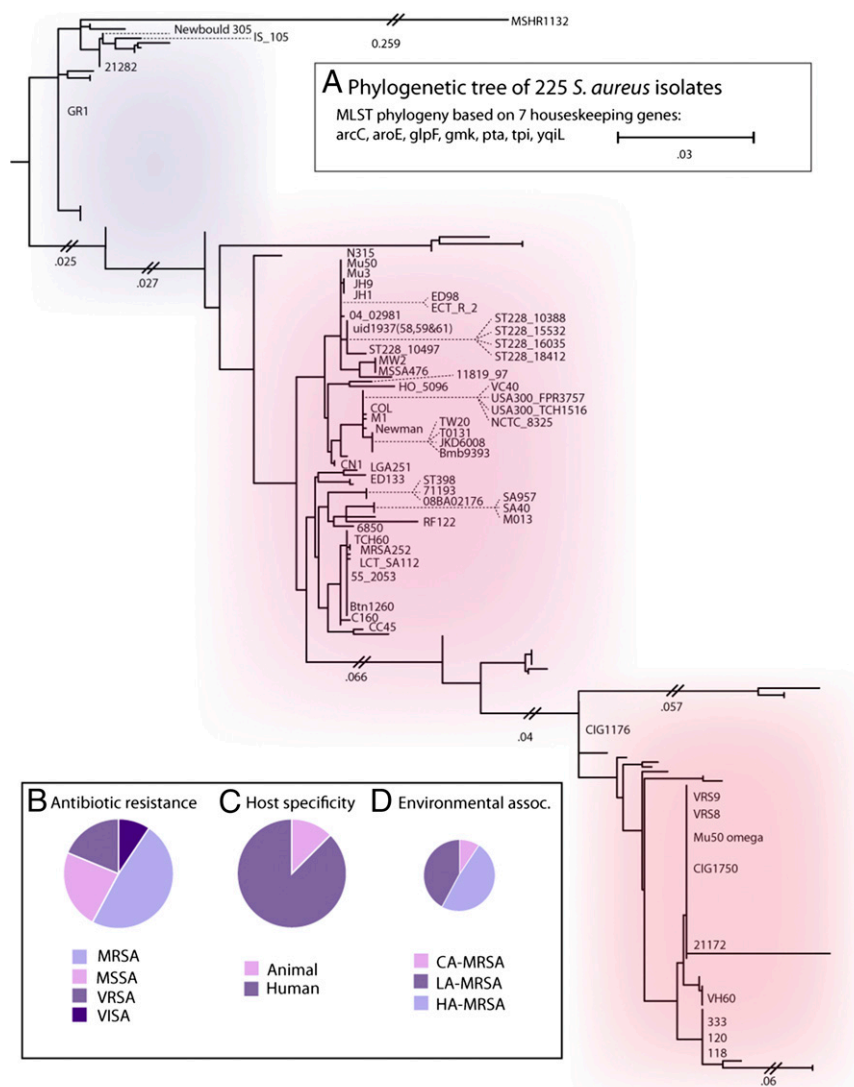 MSHR1132
Newbould 305
IS_105
0.259
21282
GR1
A Phylogenetic tree of 225 S. aureus isolates
MLST phylogeny based on 7 housekeeping genes:
arcC, aroE, glpF, gmk, pta, tpi, yqiL
.03
.025
.027
N315
Mu50
Mu3
JH9
JH1
ED98
ECT_R_2
04_02981
uid1937(58,59&61)
ST228_10388
ST228_15532
ST228_16035
ST228_18412
ST228_10497
MW2
MSSA476
11819_97
HO_5096
VC40
USA300_FPR3757
USA300_TCH1516
NCTC_8325
COL
M1
Newman
TW20
T0131
JKD6008
Bmb9393
CN1
LGA251
ED133
ST398
71193
08BA02176
SA957
SA40
M013
RF122
6850
TCH60
MRSA252
LCT_SA112
55_2053
Btn1260
C160
CC45
.066
.04
.057
CIG1176
VRS9
VRS8
Mu50 omega
CIG1750
21172
VH60
333
120
118
.06
B Antibiotic resistance
MRSA
MSSA
VRSA
VISA
C Host specificity
Animal
Human
D Environmental assoc.
CA-MRSA
LA-MRSA
HA-MRSA